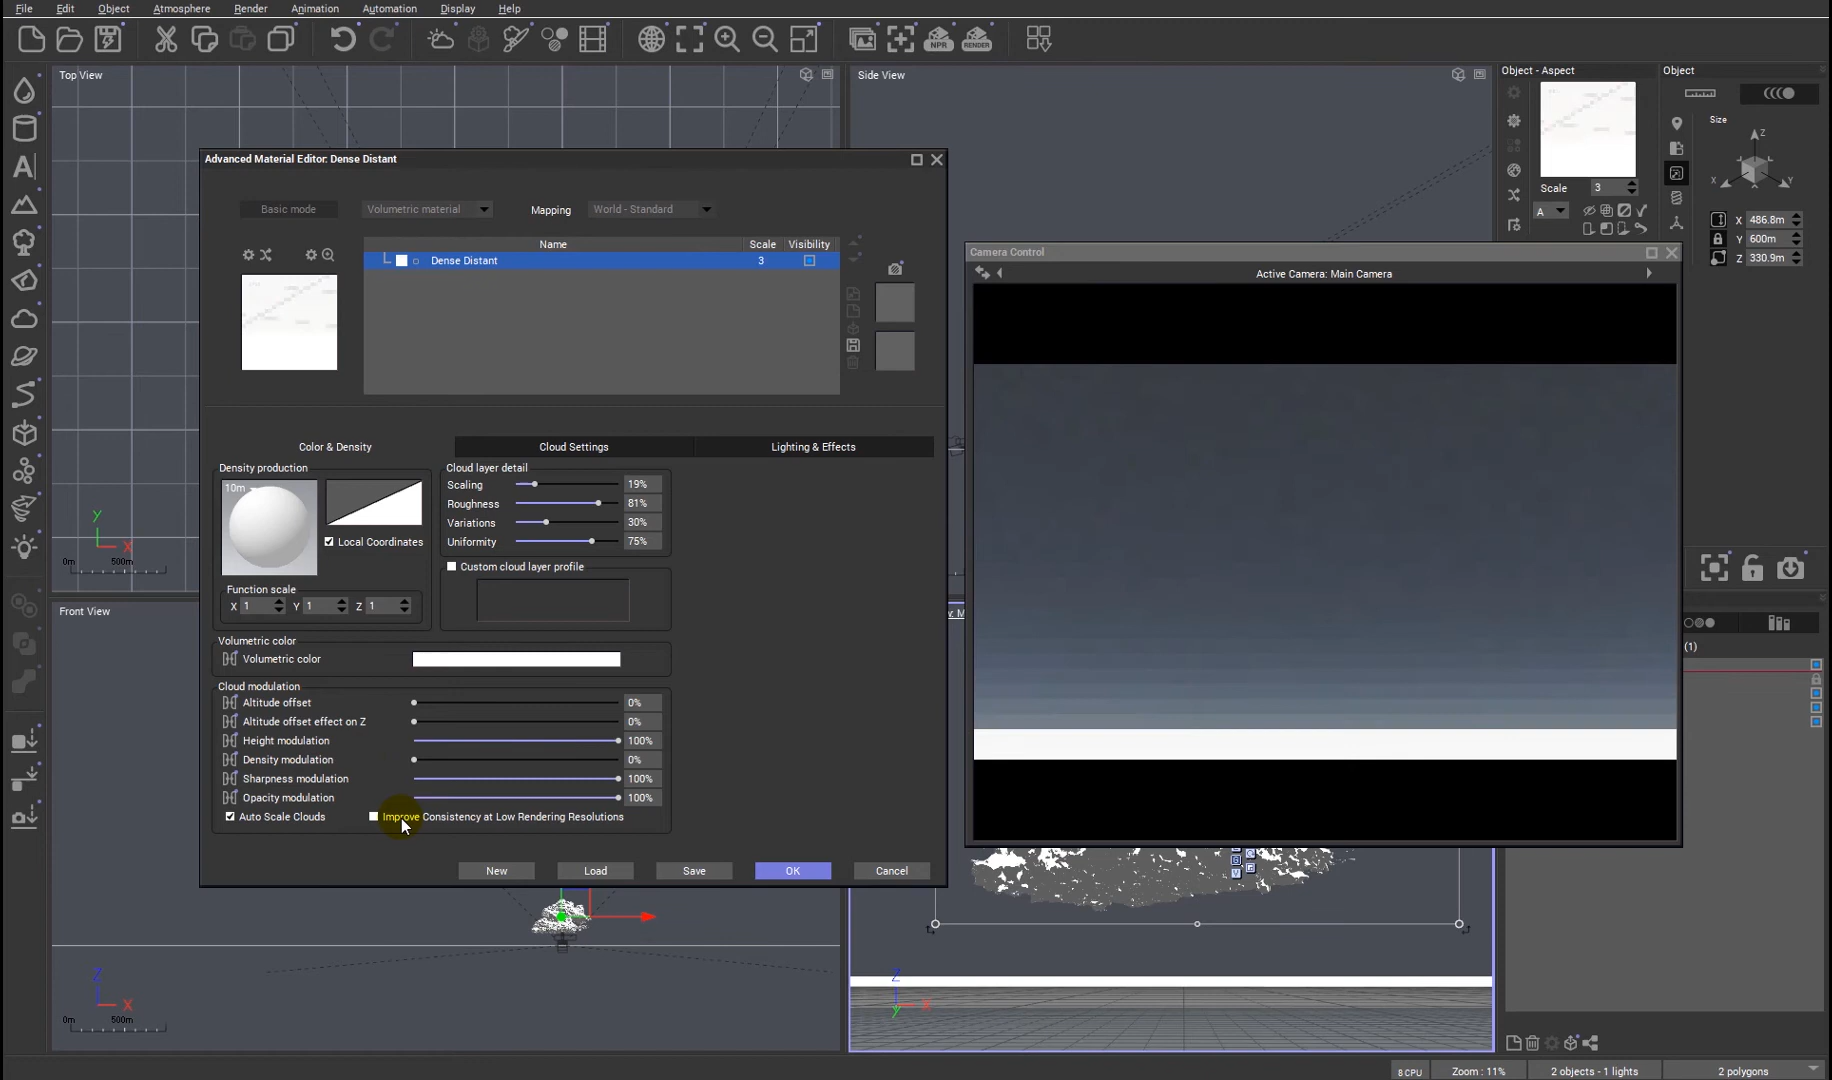 File Edit Object Atmosphere Render Animation Automation Display Help
NPR RENDER
Top View
Side View
Object - Aspect
Object
Size
Scale 3
A
X 486.8m
Y 600m
Z 330.9m
Advanced Material Editor: Dense Distant
Basic mode Volumetric material Mapping World - Standard
Name Scale Visibility
Dense Distant 3
Color & Density Cloud Settings Lighting & Effects
Density production
10m
Local Coordinates
Function scale
X 1 Y 1 Z 1
Cloud layer detail
Scaling 19%
Roughness 81%
Variations 30%
Uniformity 75%
Custom cloud layer profile
Volumetric color
Volumetric color
Cloud modulation
Altitude offset 0%
Altitude offset effect on Z 0%
Height modulation 100%
Density modulation 0%
Sharpness modulation 100%
Opacity modulation 100%
Auto Scale Clouds Improve Consistency at Low Rendering Resolutions
New Load Save OK Cancel
Camera Control
Active Camera: Main Camera
y
X
0m 500m
Front View
Z
X
0m 500m
Z
X
y
(1)
8 CPU Zoom : 11% 2 objects - 1 lights 2 polygons